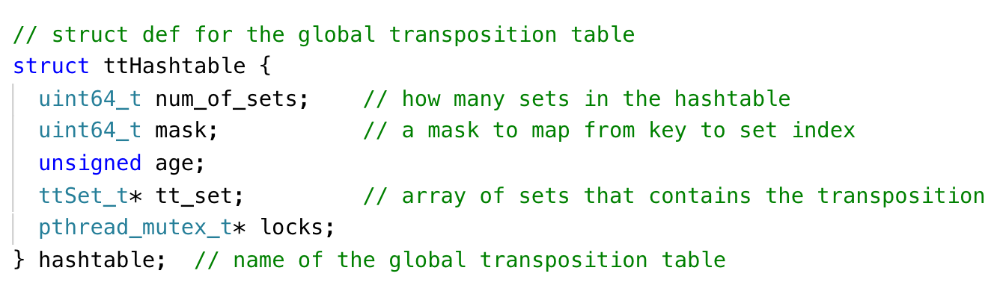 // struct def for the global transposition table
struct ttHashtable {
  uint64_t num_of_sets;    // how many sets in the hashtable
  uint64_t mask;           // a mask to map from key to set index
  unsigned age;
  ttSet_t* tt_set;         // array of sets that contains the transposition
  pthread_mutex_t* locks;
} hashtable;  // name of the global transposition table